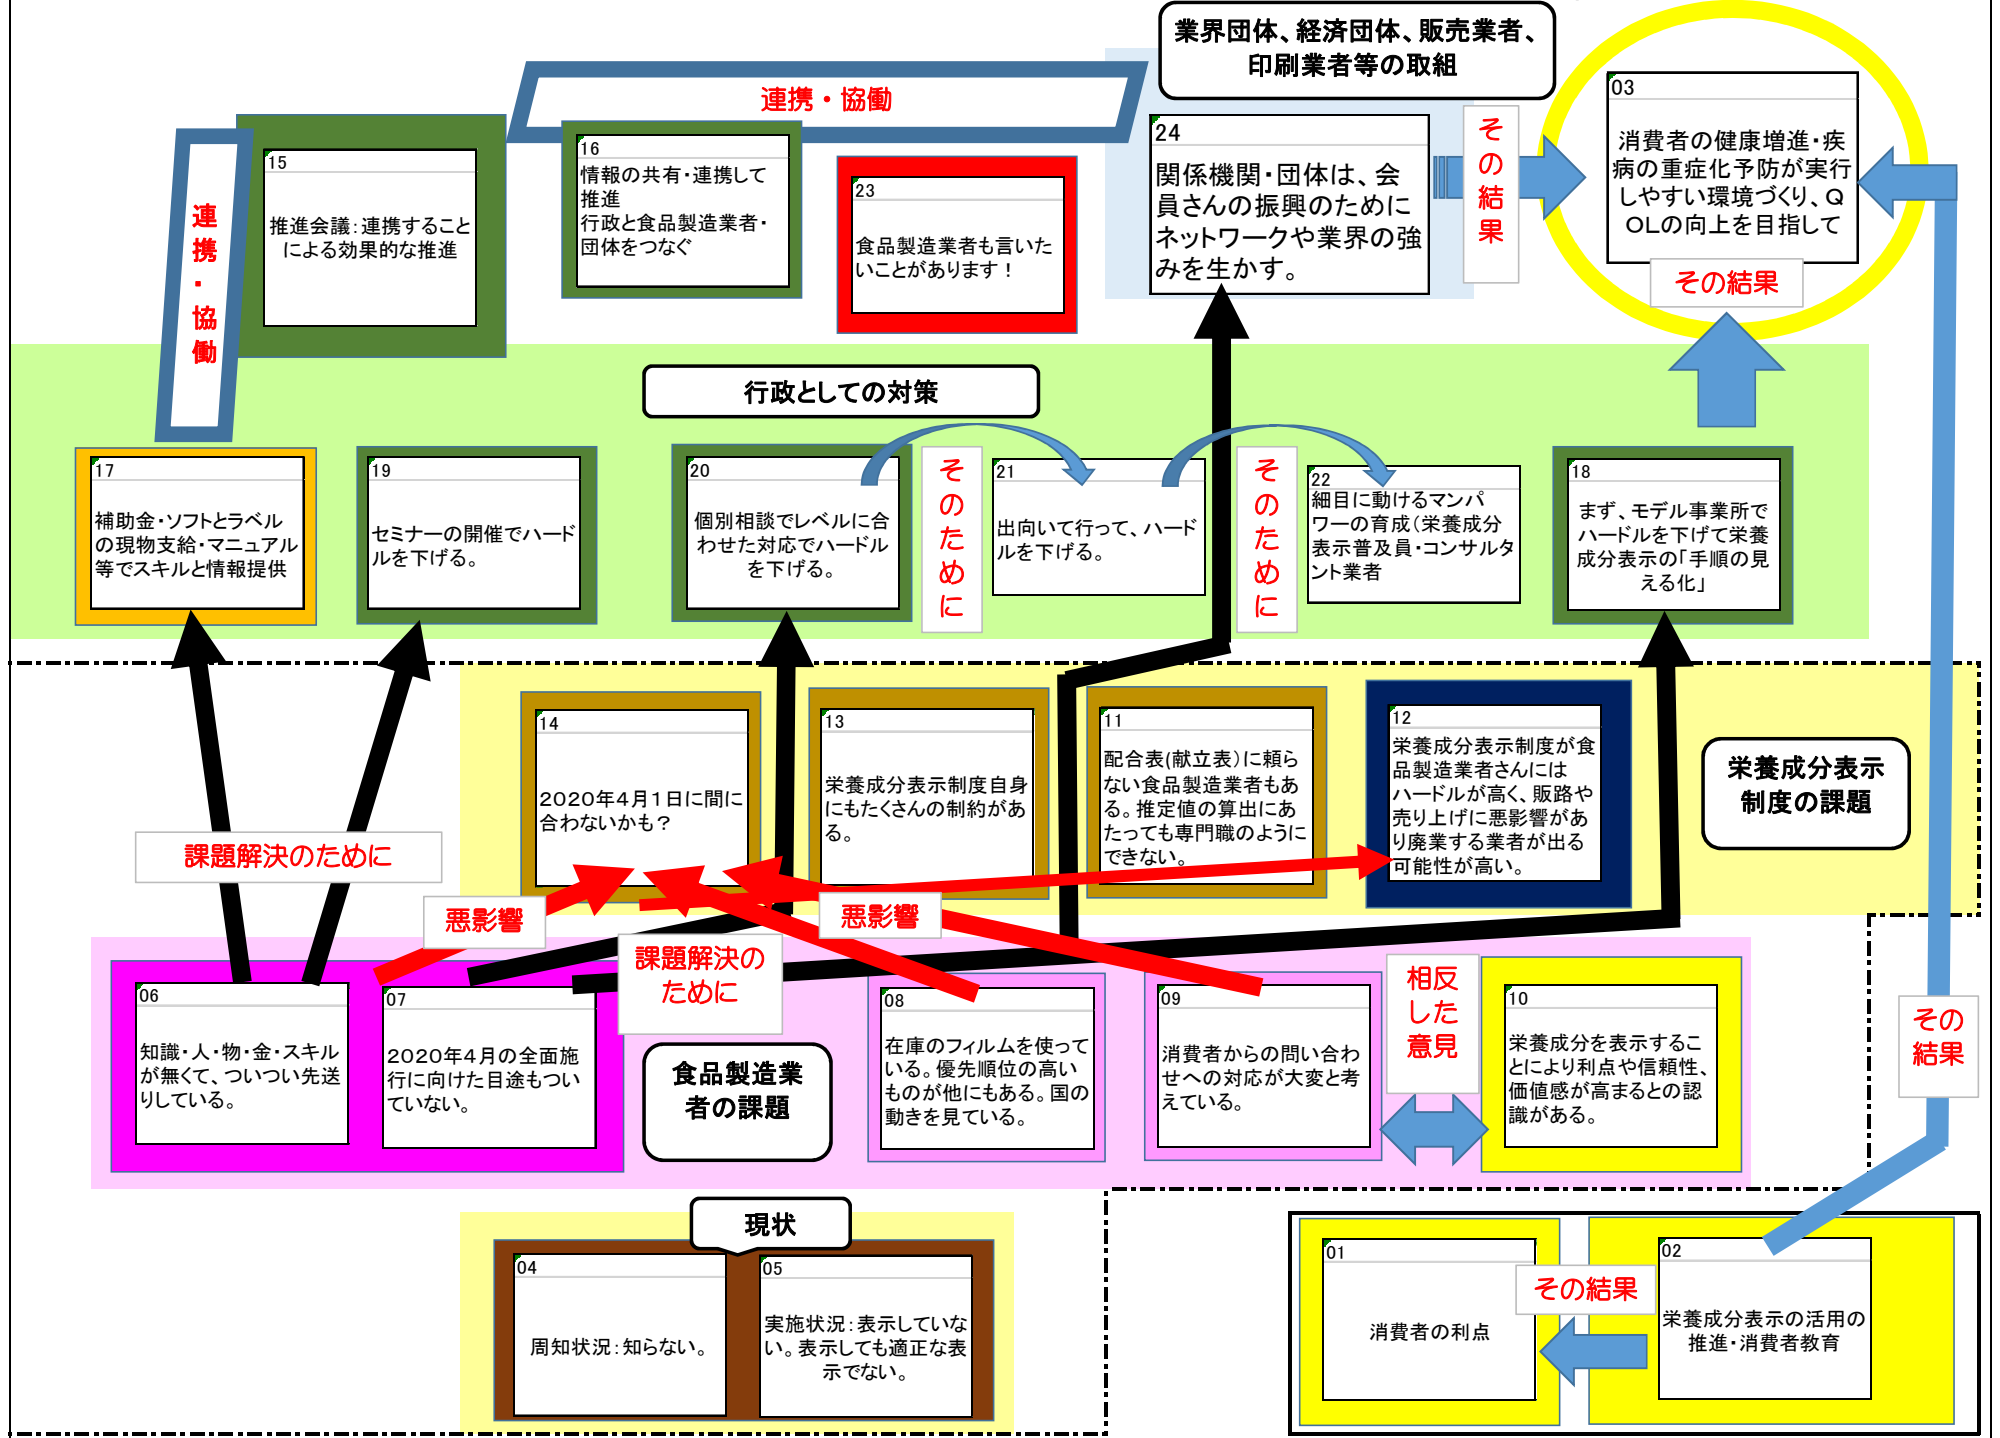 業界団体、経済団体、販売業者、
印刷業者等の取組
連携・協働
連携・協働
15
推進会議:連携すること
による効果的な推進
16
情報の共有・連携して
推進
行政と食品製造業者・
団体をつなぐ
23
食品製造業者も言いた
いことがあります！
24
関係機関・団体は、会
員さんの振興のために
ネットワークや業界の強
みを生かす。
その結果
03
消費者の健康増進・疾
病の重症化予防が実行
しやすい環境づくり、Q
OLの向上を目指して
その結果
行政としての対策
17
補助金・ソフトとラベル
の現物支給・マニュアル
等でスキルと情報提供
19
セミナーの開催でハード
ルを下げる。
20
個別相談でレベルに合
わせた対応でハードル
を下げる。
そのために
21
出向いて行って、ハード
ルを下げる。
そのために
22
細目に動けるマンパ
ワーの育成(栄養成分
表示普及員・コンサルタ
ント業者
18
まず、モデル事業所で
ハードルを下げて栄養
成分表示の「手順の見
える化」
14
2020年4月1日に間に
合わないかも？
13
栄養成分表示制度自身
にもたくさんの制約があ
る。
11
配合表(献立表)に頼ら
ない食品製造業者もあ
る。推定値の算出にあ
たっても専門職のように
できない。
12
栄養成分表示制度が食
品製造業者さんには
ハードルが高く、販路や
売り上げに悪影響があ
り廃業する業者が出る
可能性が高い。
栄養成分表示
制度の課題
課題解決のために
悪影響
悪影響
課題解決の
ために
06
知識・人・物・金・スキル
が無くて、ついつい先送
りしている。
07
2020年4月の全面施
行に向けた目途もつい
ていない。
食品製造業
者の課題
08
在庫のフィルムを使って
いる。優先順位の高い
ものが他にもある。国の
動きを見ている。
09
消費者からの問い合わ
せへの対応が大変と考
えている。
相反
した
意見
10
栄養成分を表示するこ
とにより利点や信頼性、
価値感が高まるとの認
識がある。
その
結果
現状
04
周知状況:知らない。
05
実施状況:表示していな
い。表示しても適正な表
示でない。
01
消費者の利点
その結果
02
栄養成分表示の活用の
推進・消費者教育